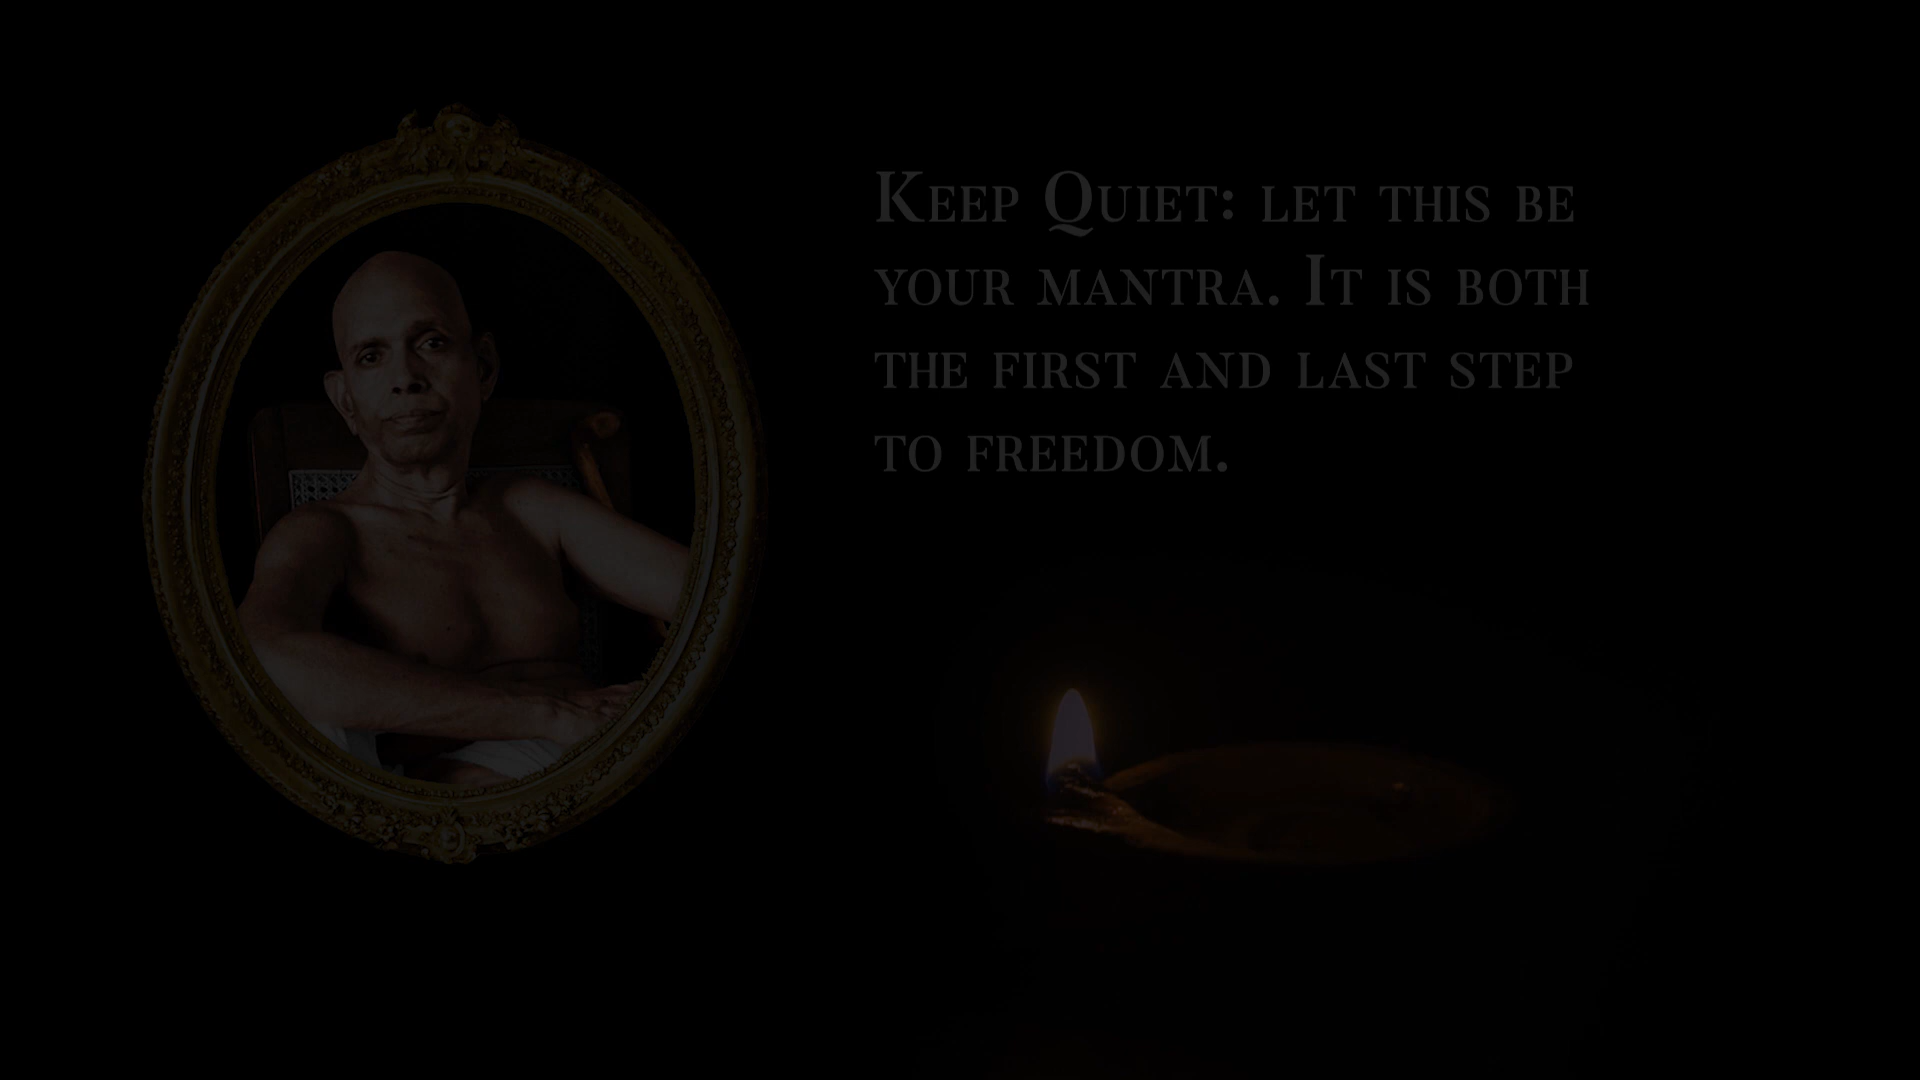 Keep Quiet: let this be
your mantra. It is both
the first and last step
to freedom.